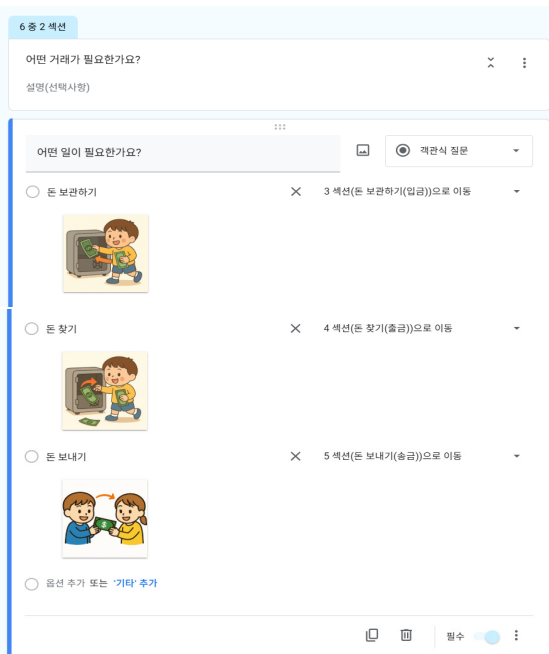 6 중 2 섹션
어떤 거래가 필요한가요?
설명(선택사항)
어떤 일이 필요한가요?
객관식 질문
돈 보관하기
3 섹션(돈 보관하기(입금))으로 이동
돈 찾기
4 섹션(돈 찾기(출금))으로 이동
돈 보내기
5 섹션(돈 보내기(송금))으로 이동
옵션 추가 또는 '기타' 추가
필수